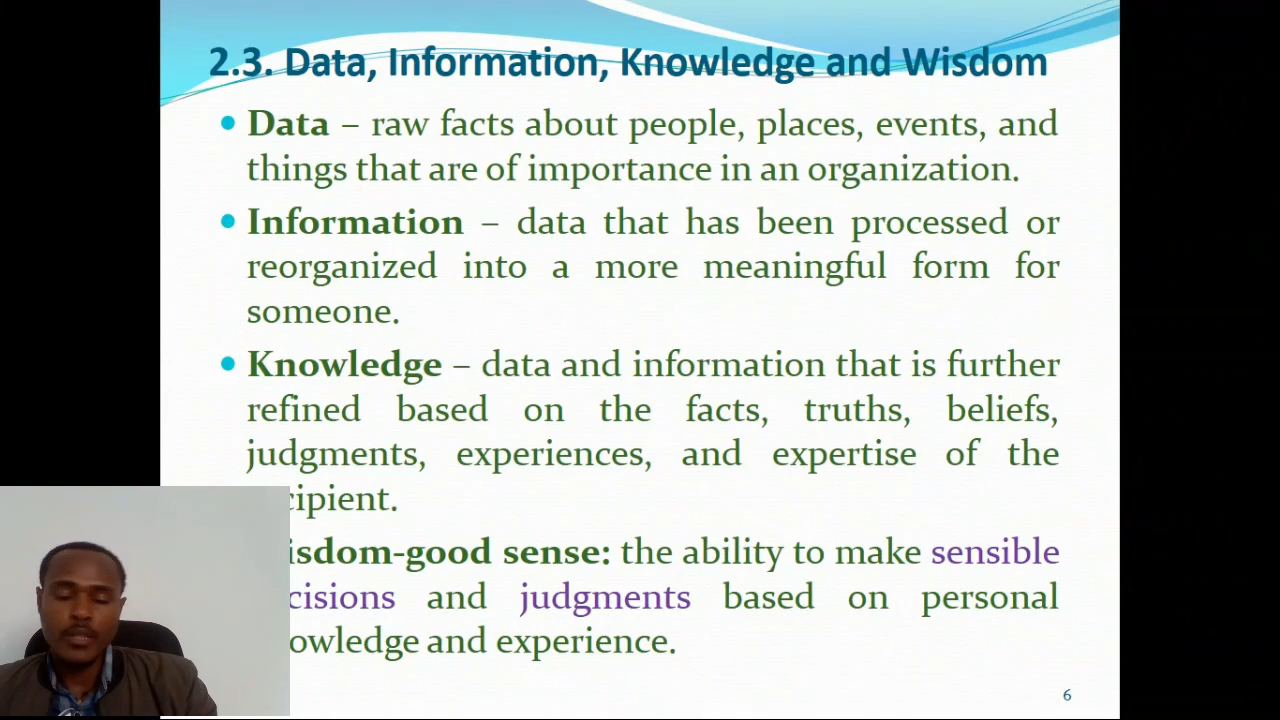 2.3. Data, Information, Knowledge and Wisdom
• Data – raw facts about people, places, events, and
things that are of importance in an organization.
• Information – data that has been processed or
reorganized into a more meaningful form for
someone.
• Knowledge – data and information that is further
refined based on the facts, truths, beliefs,
judgments, experiences, and expertise of the
cipient.
isdom-good sense: the ability to make sensible
cisions and judgments based on personal
owledge and experience.
6